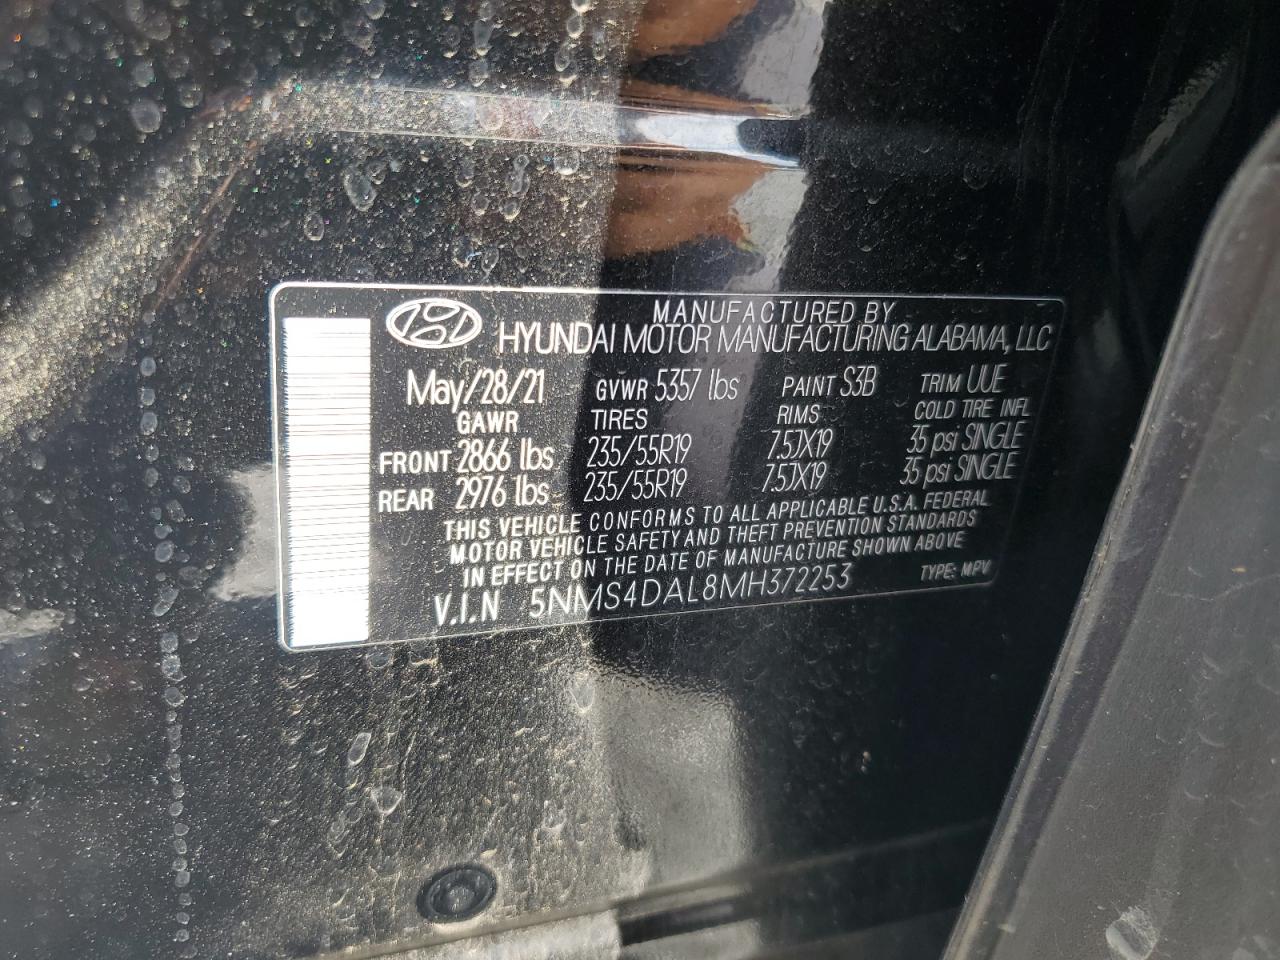 MANUFACTURED BY
HYUNDAI MOTOR MANUFACTURING ALABAMA, LLC
May/28/21 GVWR 5357 lbs PAINT S3B TRIM UUE
GAWR TIRES RIMS COLD TIRE INFL
FRONT 2866 lbs 235/55R19 7.5JX19 35 psi SINGLE
REAR 2976 lbs 235/55R19 7.5JX19 35 psi SINGLE
THIS VEHICLE CONFORMS TO ALL APPLICABLE U.S.A. FEDERAL
MOTOR VEHICLE SAFETY AND THEFT PREVENTION STANDARDS
IN EFFECT ON THE DATE OF MANUFACTURE SHOWN ABOVE
V.I.N 5NMS4DAL8MH372253 TYPE: MPV